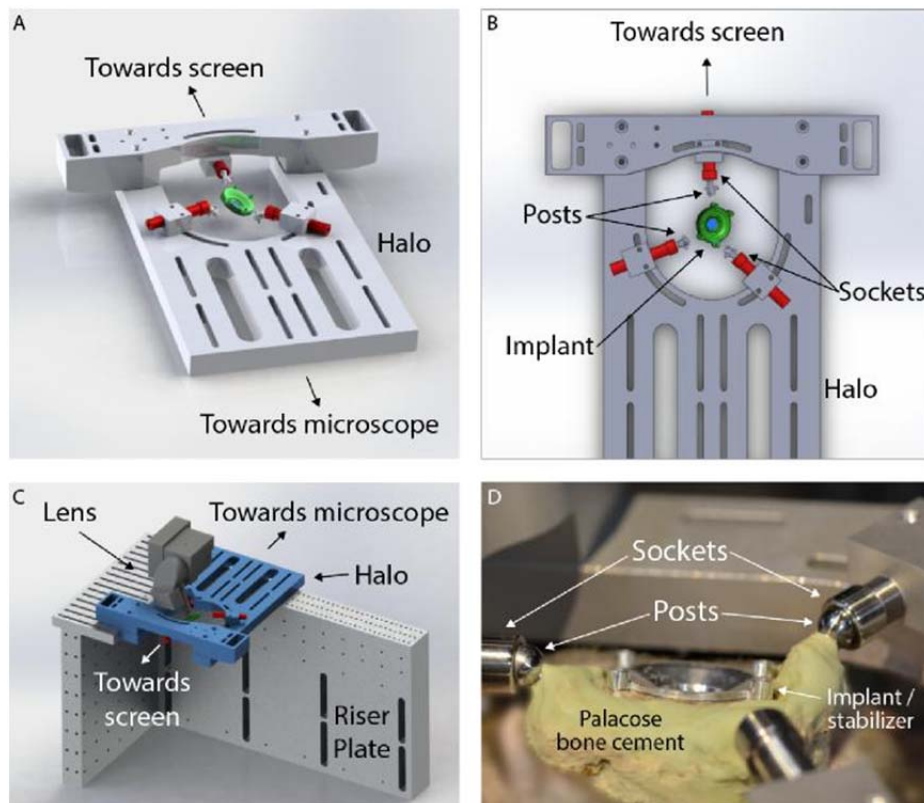 A
Towards screen
Halo
Towards microscope
B
Towards screen
Posts
Sockets
Implant
Halo
C
Lens
Towards microscope
Halo
Towards
screen
Riser
Plate
D
Sockets
Posts
Implant /
stabilizer
Palacose
bone cement